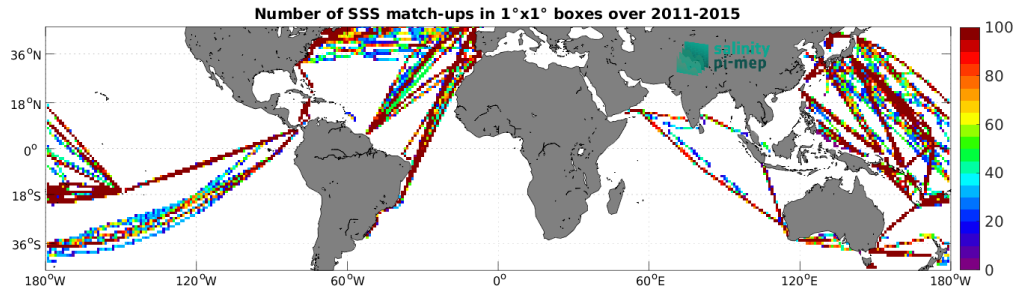 Number of SSS match-ups in 1°x1° boxes over 2011-2015
salinity
pi-mep
36°N
18°N
0°
18°S
36°S
180°W
120°W
60°W
0°
60°E
120°E
180°W
100
80
60
40
20
0